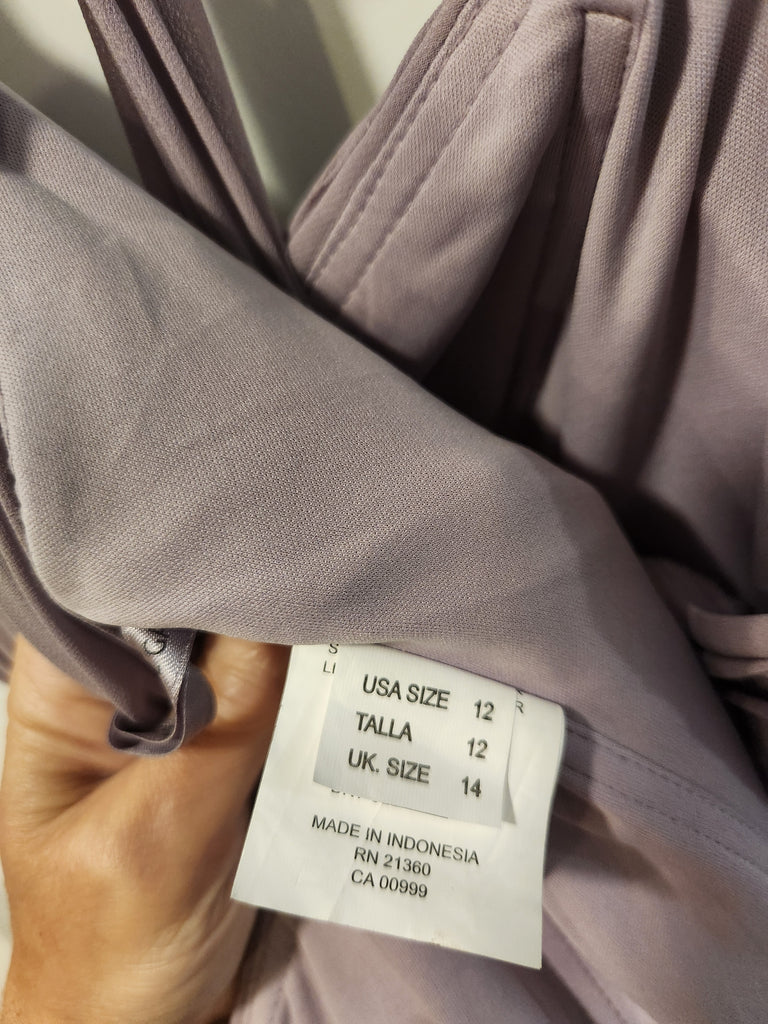 USA SIZE 12
TALLA 12
UK. SIZE 14
MADE IN INDONESIA
RN 21360
CA 00999